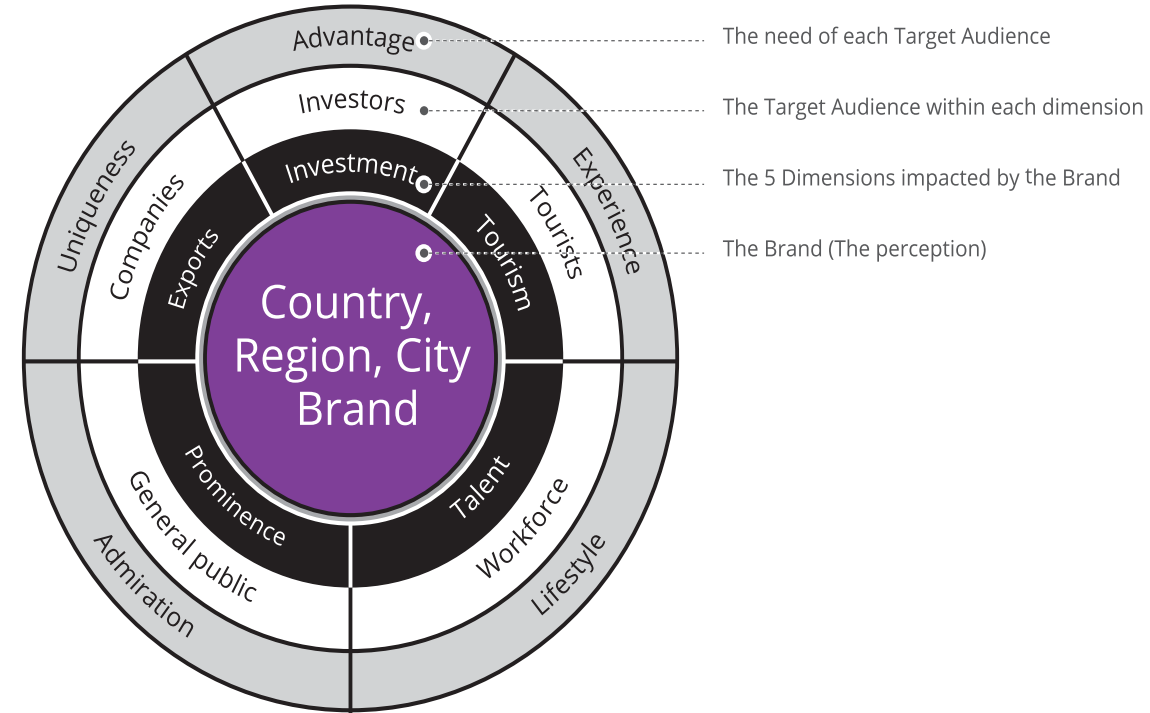 Advantage
The need of each Target Audience
Investors
The Target Audience within each dimension
Investment
The 5 Dimensions impacted by the Brand
The Brand (The perception)
Uniqueness
Companies
Exports
Tourism
Tourists
Experience
Country,
Region, City
Brand
Prominence
General public
Admiration
Talent
Workforce
Lifestyle